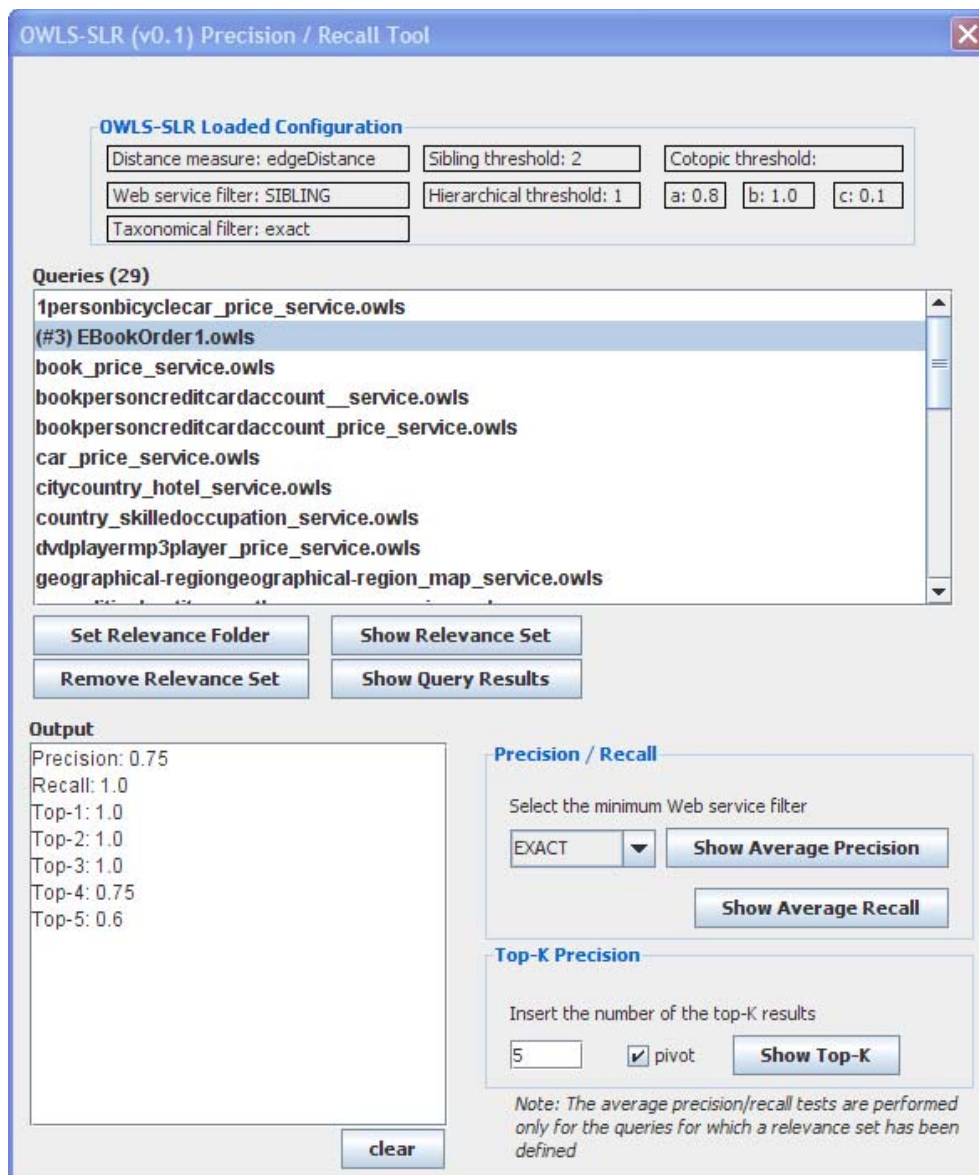 OWLS-SLR (v0.1) Precision / Recall Tool
OWLS-SLR Loaded Configuration
Distance measure: edgeDistance
Sibling threshold: 2
Cotopic threshold:
Web service filter: SIBLING
Hierarchical threshold: 1
a: 0.8
b: 1.0
c: 0.1
Taxonomical filter: exact
Queries (29)
1personbicyclecar_price_service.owls
(#3) EBookOrder1.owls
book_price_service.owls
bookpersoncreditcardaccount__service.owls
bookpersoncreditcardaccount_price_service.owls
car_price_service.owls
citycountry_hotel_service.owls
country_skilledoccupation_service.owls
dvdplayermp3player_price_service.owls
geographical-regiongeographical-region_map_service.owls
Set Relevance Folder
Show Relevance Set
Remove Relevance Set
Show Query Results
Output
Precision: 0.75
Recall: 1.0
Top-1: 1.0
Top-2: 1.0
Top-3: 1.0
Top-4: 0.75
Top-5: 0.6
clear
Precision / Recall
Select the minimum Web service filter
EXACT
Show Average Precision
Show Average Recall
Top-K Precision
Insert the number of the top-K results
5
pivot
Show Top-K
Note: The average precision/recall tests are performed
only for the queries for which a relevance set has been
defined